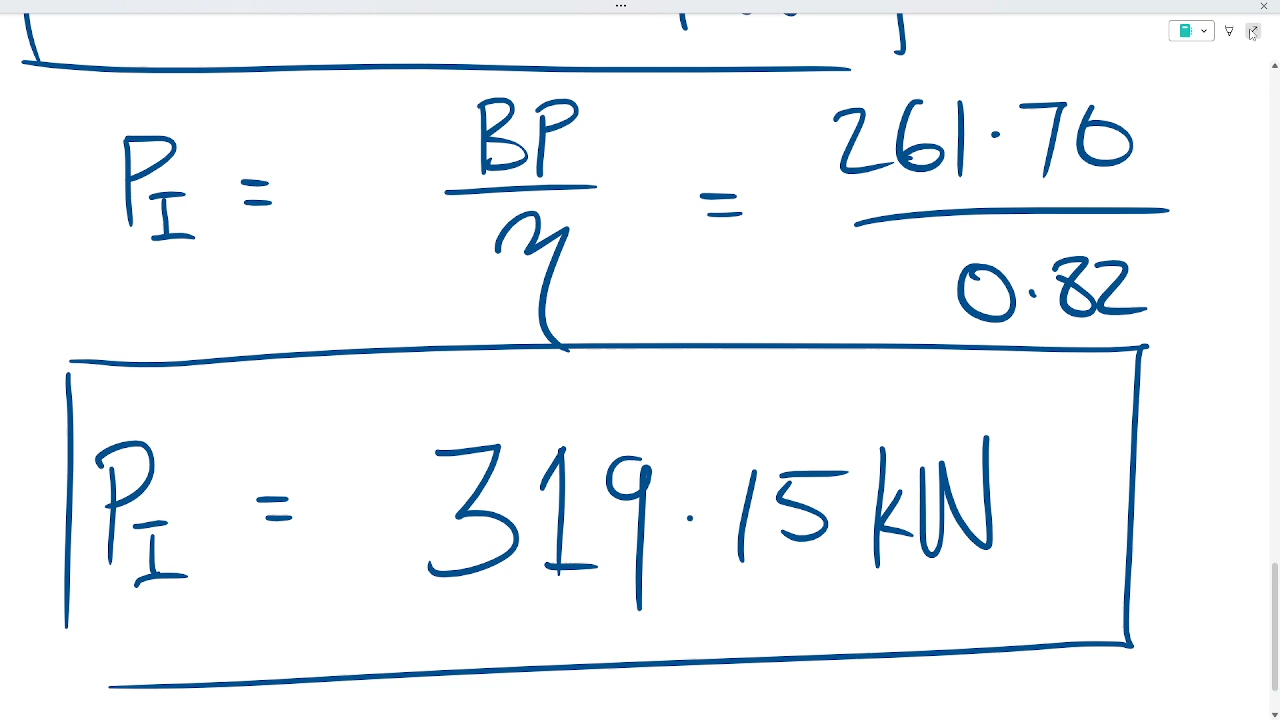 P_I = BP/η = 261.70/0.82
P_I = 319.15 kN